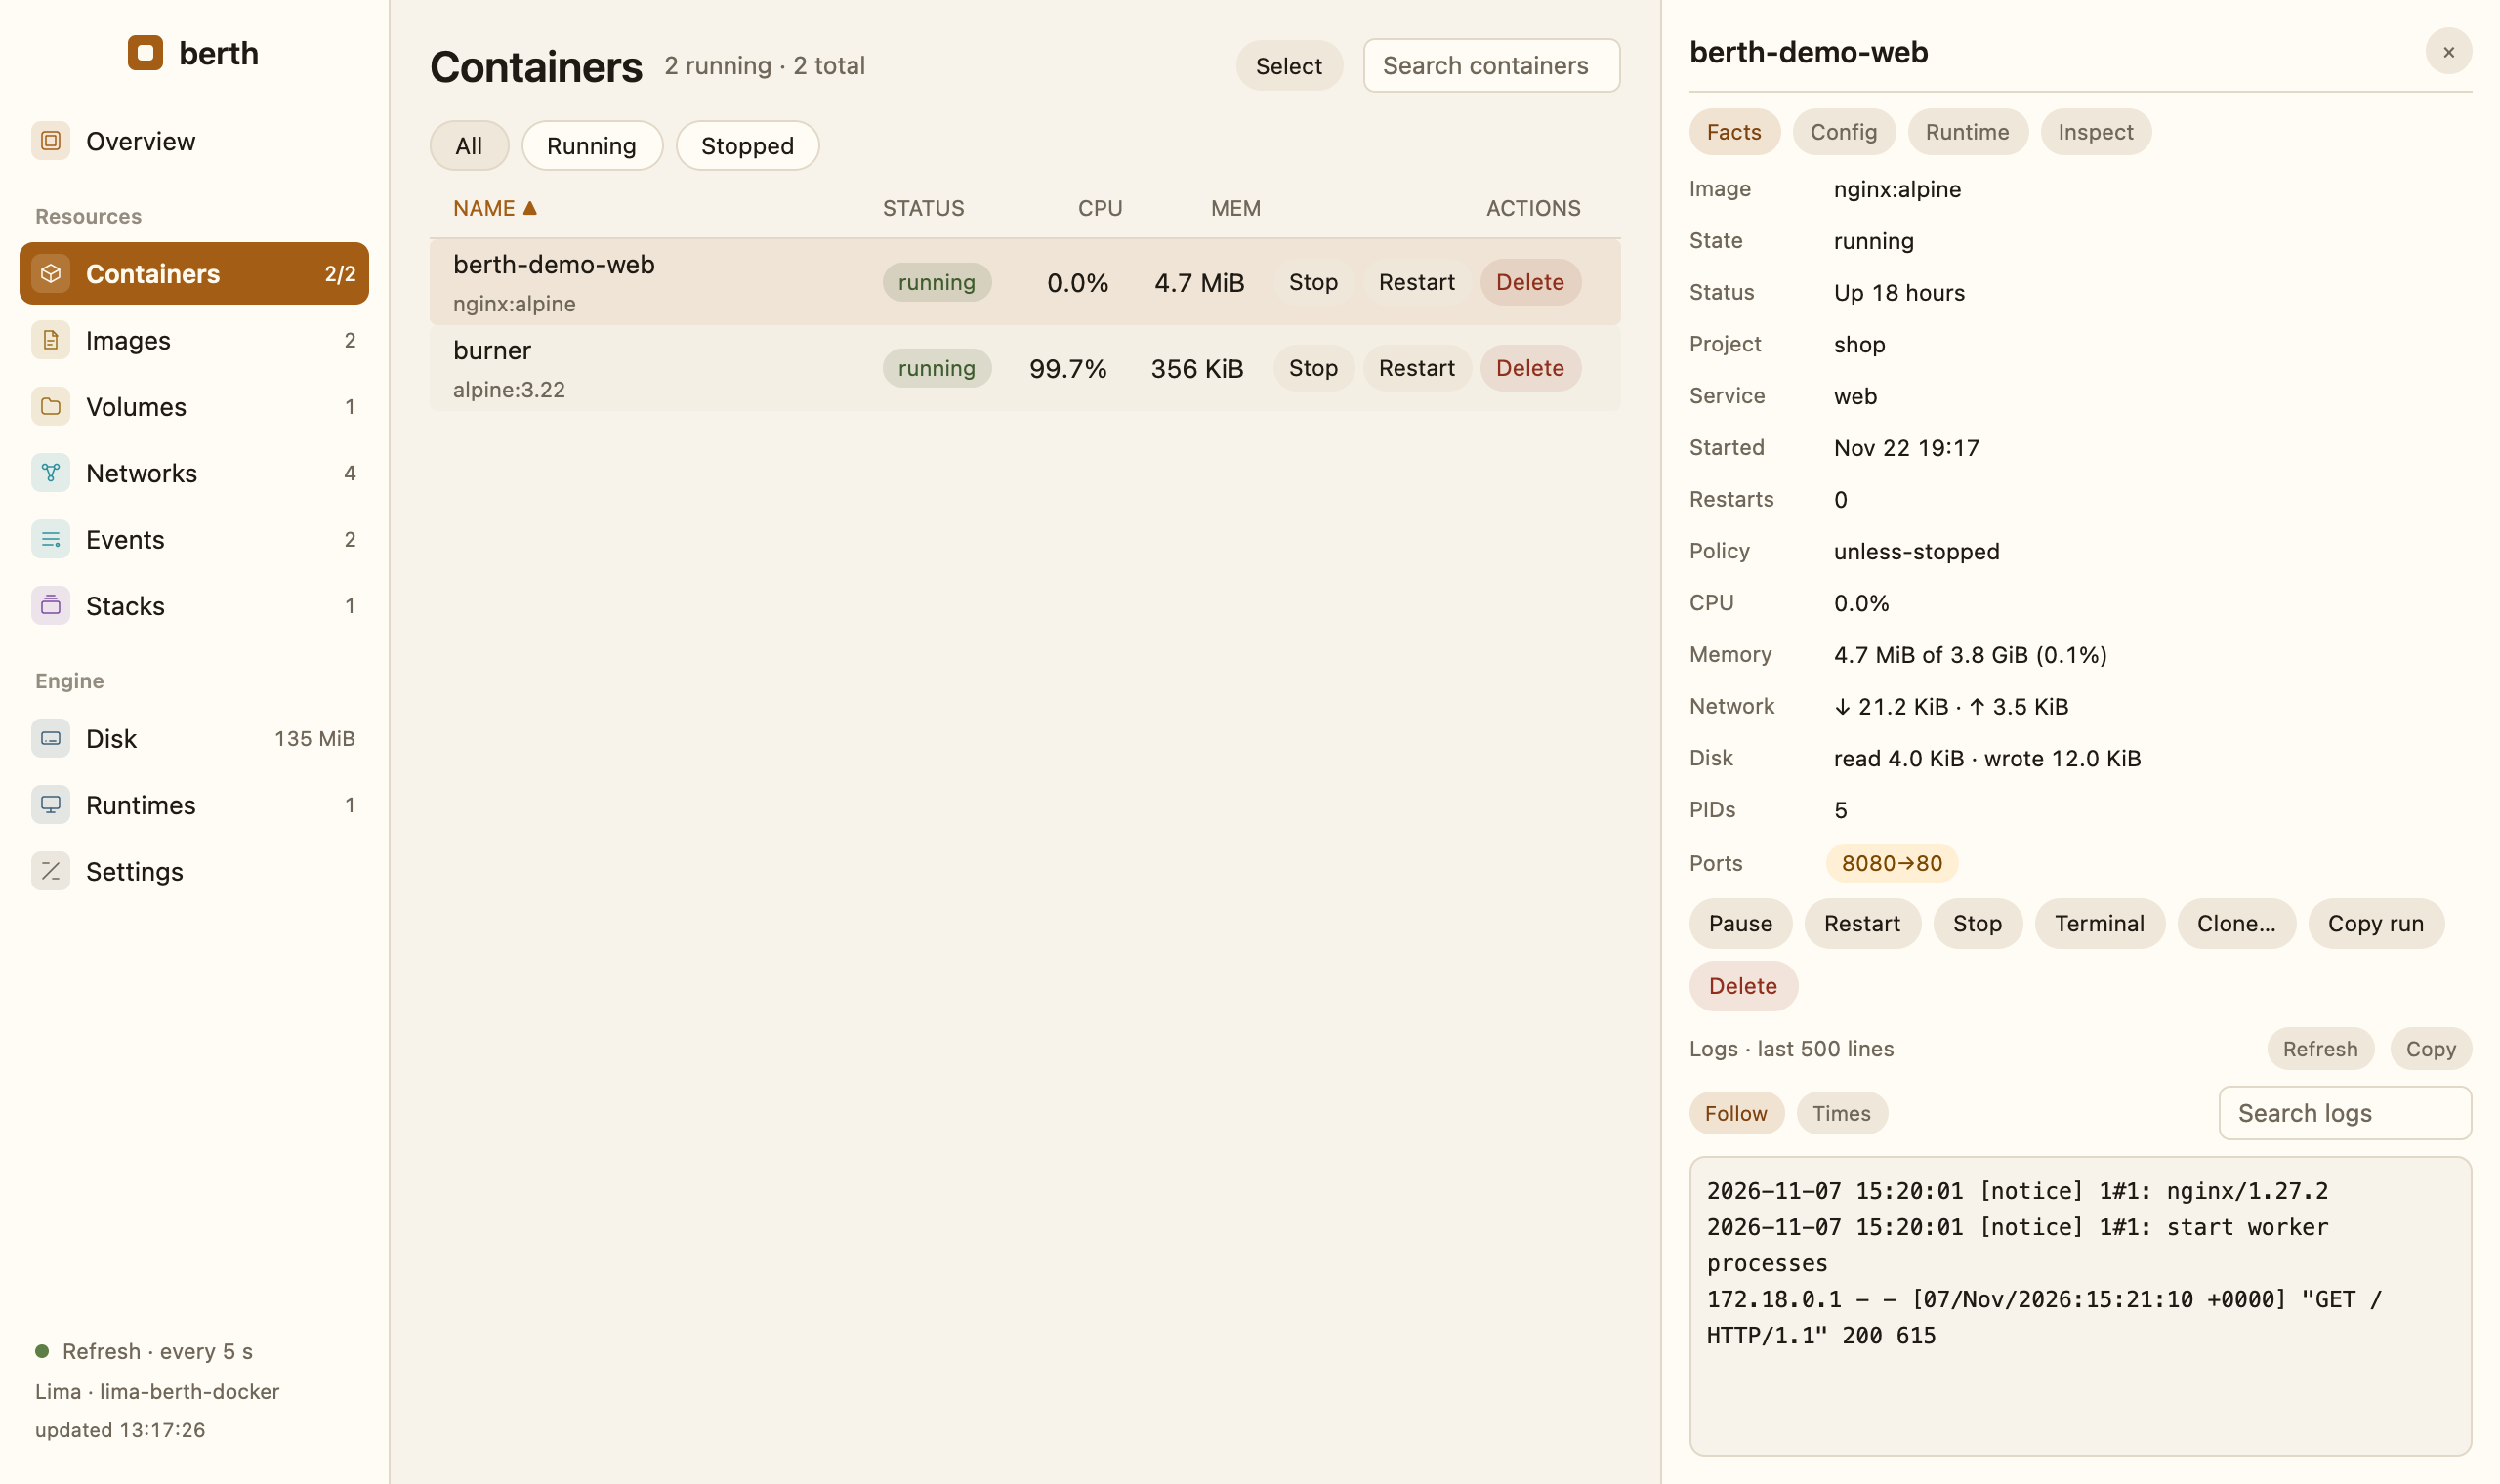 berth
Overview
Resources
Containers 2/2
Images 2
Volumes 1
Networks 4
Events 2
Stacks 1
Engine
Disk 135 MiB
Runtimes 1
Settings
Refresh · every 5 s
Lima · lima-berth-docker
updated 13:17:26
Containers 2 running · 2 total Select Search containers
All Running Stopped
NAME ▲ STATUS CPU MEM ACTIONS
berth-demo-web
nginx:alpine
running 0.0% 4.7 MiB Stop Restart Delete
burner
alpine:3.22
running 99.7% 356 KiB Stop Restart Delete
berth-demo-web ×
Facts Config Runtime Inspect
Image nginx:alpine
State running
Status Up 18 hours
Project shop
Service web
Started Nov 22 19:17
Restarts 0
Policy unless-stopped
CPU 0.0%
Memory 4.7 MiB of 3.8 GiB (0.1%)
Network ↓ 21.2 KiB · ↑ 3.5 KiB
Disk read 4.0 KiB · wrote 12.0 KiB
PIDs 5
Ports 8080→80
Pause Restart Stop Terminal Clone... Copy run
Delete
Logs · last 500 lines Refresh Copy
Follow Times Search logs
2026-11-07 15:20:01 [notice] 1#1: nginx/1.27.2
2026-11-07 15:20:01 [notice] 1#1: start worker
processes
172.18.0.1 - - [07/Nov/2026:15:21:10 +0000] "GET /
HTTP/1.1" 200 615